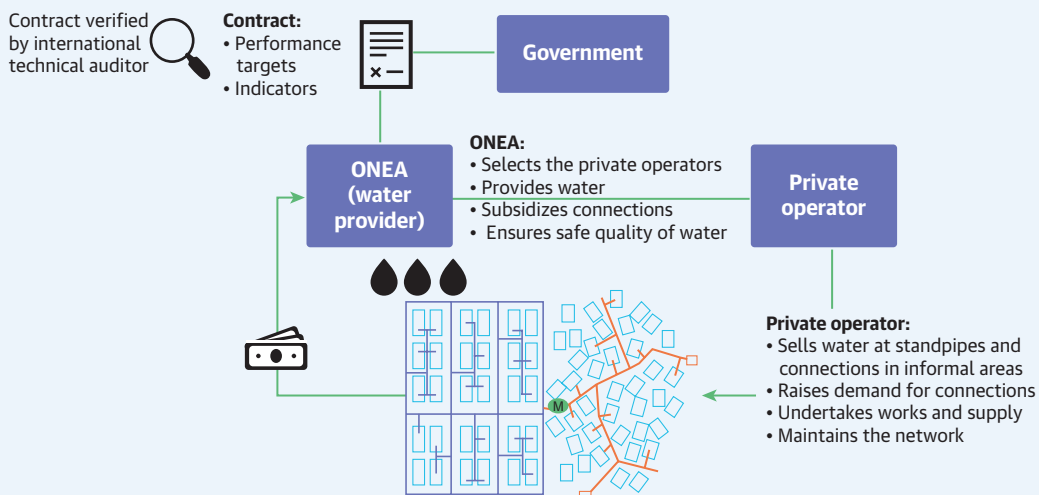 Contract verified
by international
technical auditor
Contract:
• Performance
targets
• Indicators
Government
ONEA
(water
provider)
ONEA:
• Selects the private operators
• Provides water
• Subsidizes connections
• Ensures safe quality of water
Private
operator
M
Private operator:
• Sells water at standpipes and
connections in informal areas
• Raises demand for connections
• Undertakes works and supply
• Maintains the network